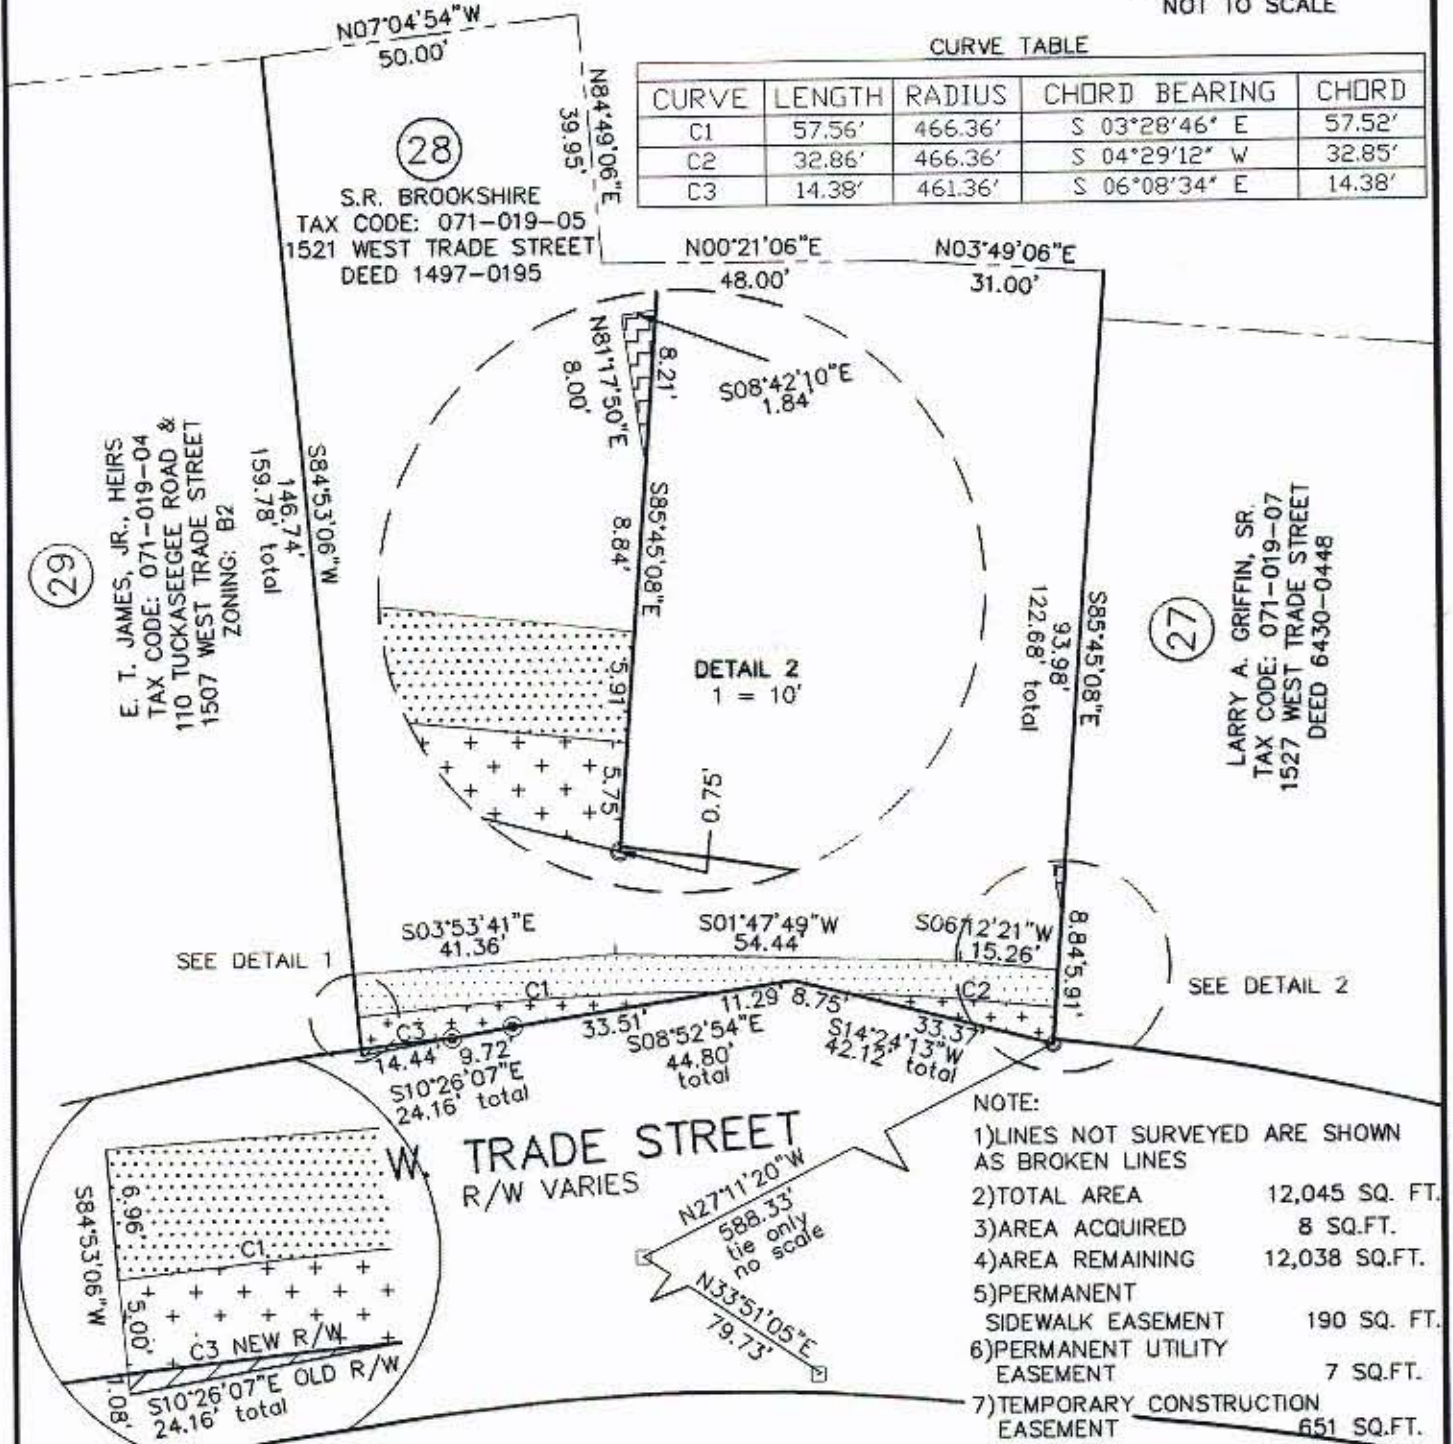 NOT TO SCALE
N07°04'54"W
50.00'
N84°49'06"E
39.95'
CURVE TABLE
CURVE LENGTH RADIUS CHORD BEARING CHORD
C1 57.56' 466.36' S 03°28'46" E 57.52'
C2 32.86' 466.36' S 04°29'12" W 32.85'
C3 14.38' 461.36' S 06°08'34" E 14.38'
28
S.R. BROOKSHIRE
TAX CODE: 071-019-05
1521 WEST TRADE STREET
DEED 1497-0195
N00°21'06"E
48.00'
N03°49'06"E
31.00'
N81°17'50"E
8.00'
8.21'
S08°42'10"E
1.84'
S85°45'08"E
8.84'
5.91'
5.75'
0.75'
DETAIL 2
1 = 10'
29
E. T. JAMES, JR., HEIRS
TAX CODE: 071-019-04
110 TUCKASEEGEE ROAD &
1507 WEST TRADE STREET
ZONING: B2
S84°53'06"W
146.74'
159.78' total
S85°45'08"E
93.98'
122.68' total
27
LARRY A. GRIFFIN, SR.
TAX CODE: 071-019-07
1527 WEST TRADE STREET
DEED 6430-0448
SEE DETAIL 1
S03°53'41"E
41.36'
S01°47'49"W
54.44'
S06°12'21"W
15.26'
8.84'
5.91'
SEE DETAIL 2
C1
C2
C3
14.44'
9.72'
S10°26'07"E
24.16' total
33.51'
11.29'
S08°52'54"E
44.80'
total
8.75'
33.37'
S14°24'13"W
42.12' total
W. TRADE STREET
R/W VARIES
N27°11'20"W
588.33'
tie only
no scale
N33°51'05"E
79.73'
S84°53'06"W
6.96'
C1
5.00'
C3 NEW R/W
1.08'
S10°26'07"E OLD R/W
24.16' total
NOTE:
1)LINES NOT SURVEYED ARE SHOWN
AS BROKEN LINES
2)TOTAL AREA 12,045 SQ. FT.
3)AREA ACQUIRED 8 SQ.FT.
4)AREA REMAINING 12,038 SQ.FT.
5)PERMANENT
SIDEWALK EASEMENT 190 SQ. FT.
6)PERMANENT UTILITY
EASEMENT 7 SQ.FT.
7)TEMPORARY CONSTRUCTION
EASEMENT 651 SQ.FT.